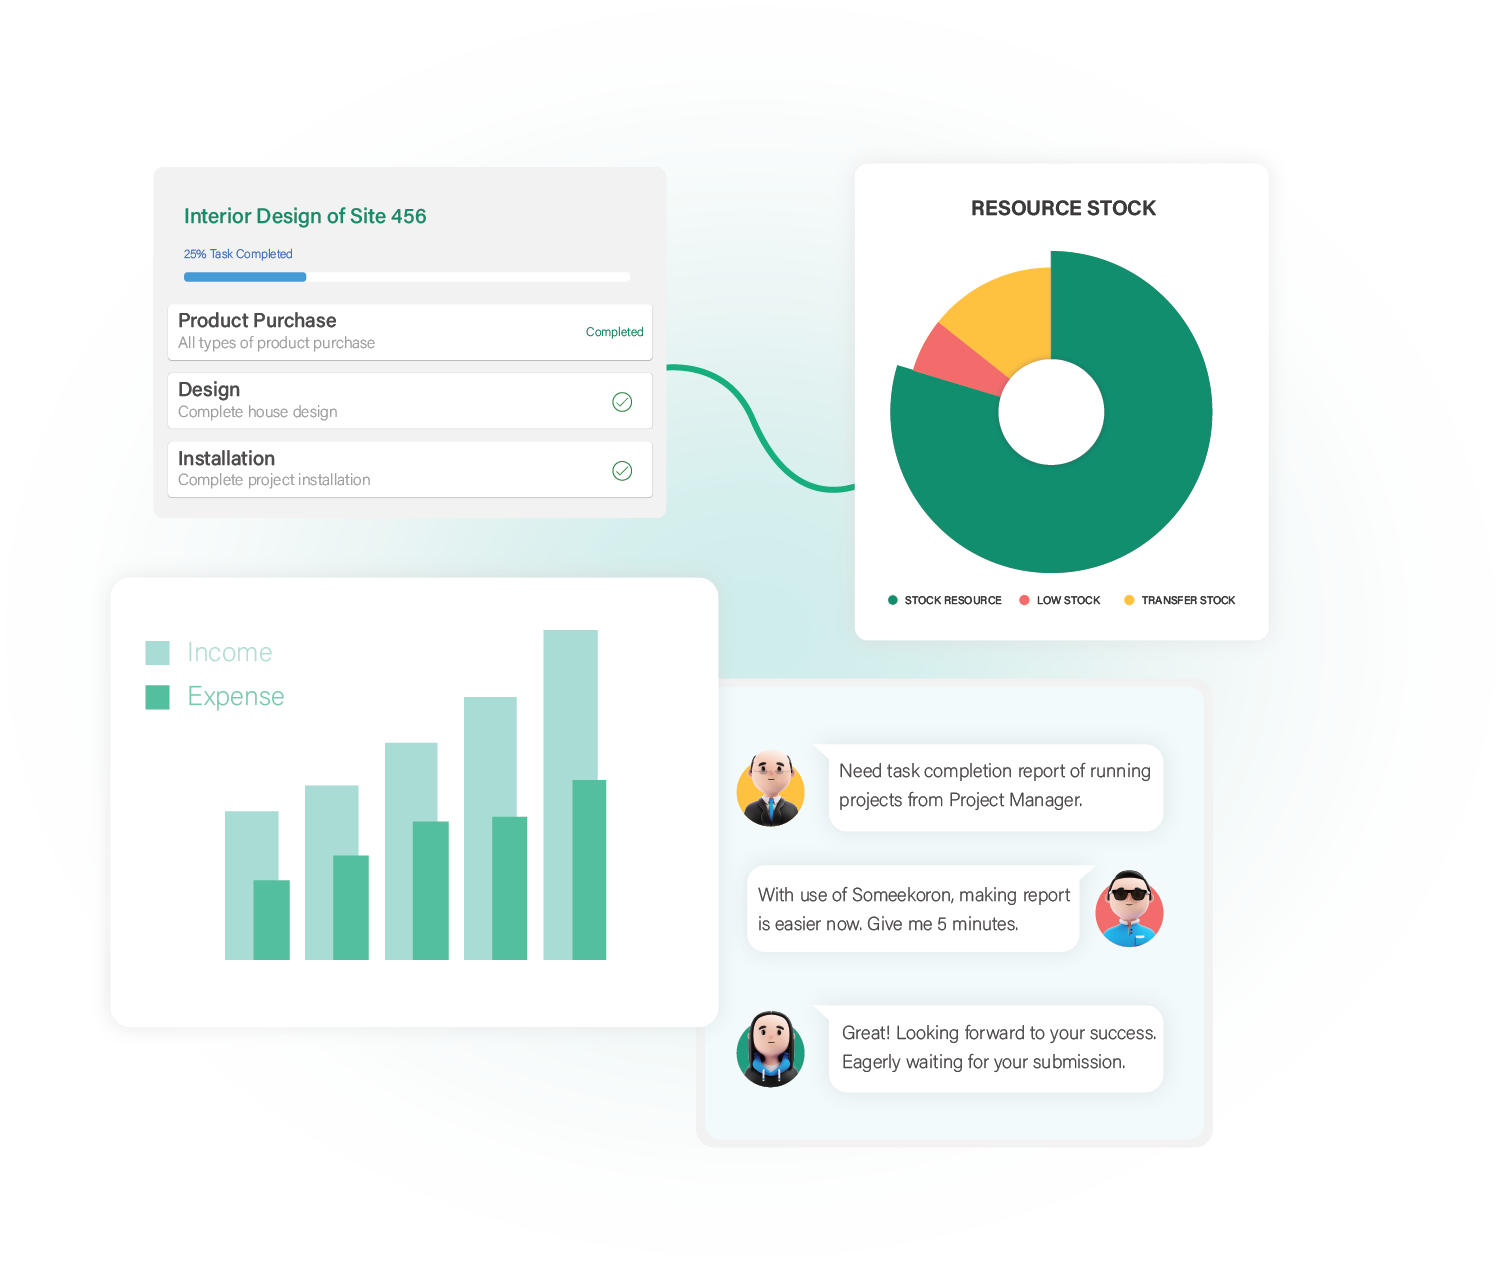 Interior Design of Site 456
25% Task Completed
Product Purchase
All types of product purchase
Completed
Design
Complete house design
Installation
Complete project installation
RESOURCE STOCK
STOCK RESOURCE
LOW STOCK
TRANSFER STOCK
Income
Expense
Need task completion report of running
projects from Project Manager.
With use of Someekoron, making report
is easier now. Give me 5 minutes.
Great! Looking forward to your success.
Eagerly waiting for your submission.